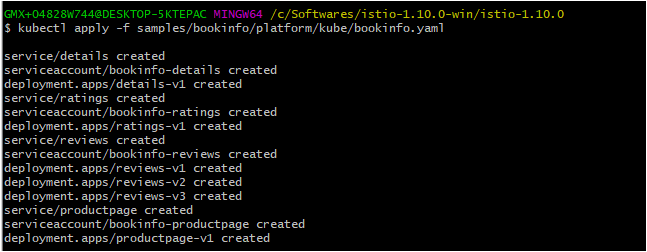 GMX+04828W744@DESKTOP-5KTEPAC MINGW64 /c/Softwares/istio-1.10.0-win/istio-1.10.0
$ kubectl apply -f samples/bookinfo/platform/kube/bookinfo.yaml
service/details created
serviceaccount/bookinfo-details created
deployment.apps/details-v1 created
service/ratings created
serviceaccount/bookinfo-ratings created
deployment.apps/ratings-v1 created
service/reviews created
serviceaccount/bookinfo-reviews created
deployment.apps/reviews-v1 created
deployment.apps/reviews-v2 created
deployment.apps/reviews-v3 created
service/productpage created
serviceaccount/bookinfo-productpage created
deployment.apps/productpage-v1 created